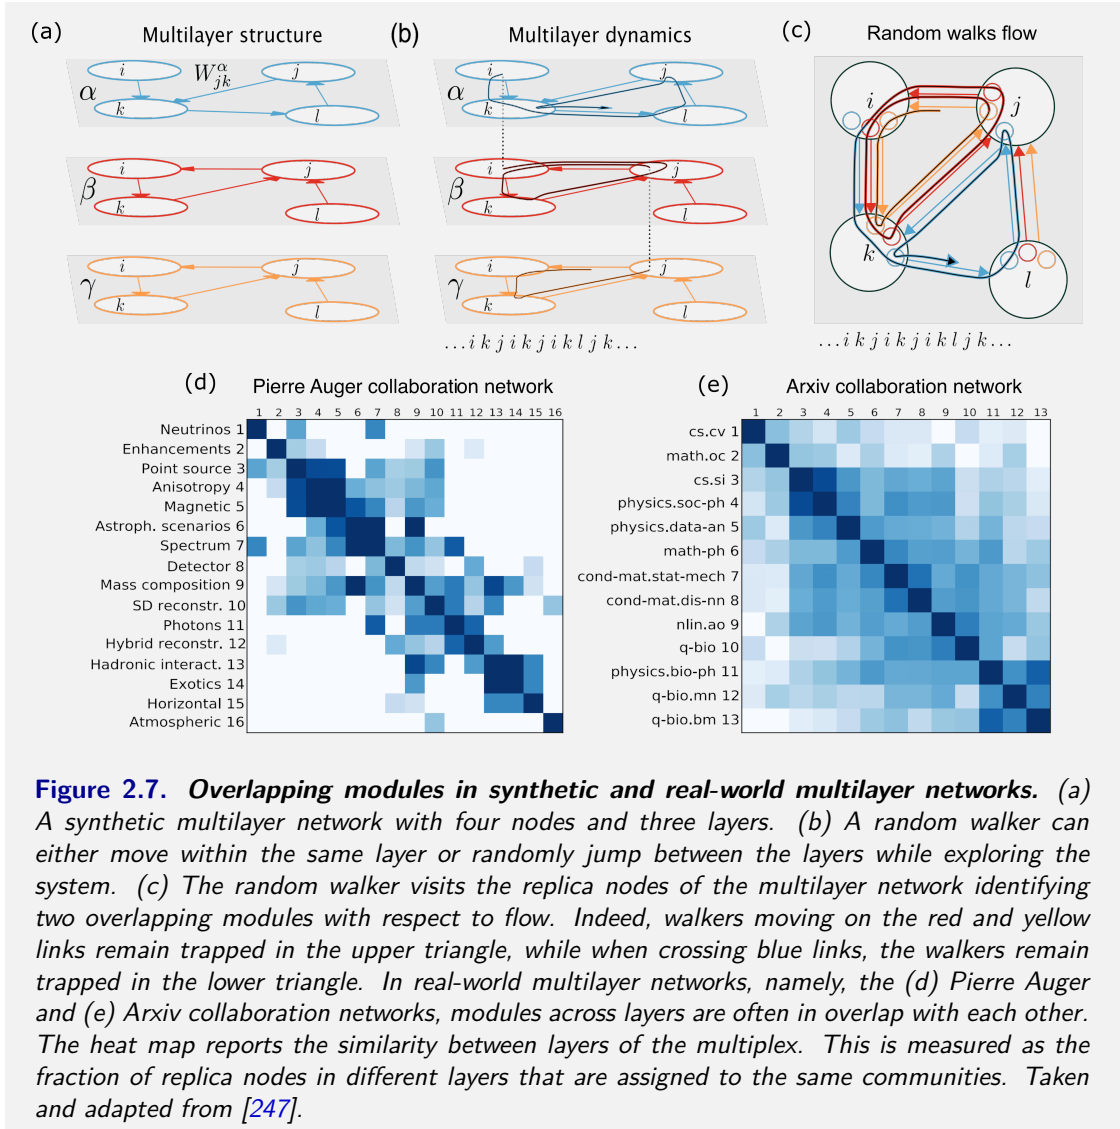 (a)
Multilayer structure
i
W^α_jk
j
α
k
l
i
j
β
k
l
i
j
γ
k
l
(b)
Multilayer dynamics
i
j
α
k
l
i
j
β
k
l
i
j
γ
k
l
...i k j i k j i k l j k...
(c)
Random walks flow
i
j
k
l
...i k j i k j i k l j k...
(d)
Pierre Auger collaboration network
1 2 3 4 5 6 7 8 9 10 11 12 13 14 15 16
Neutrinos 1
Enhancements 2
Point source 3
Anisotropy 4
Magnetic 5
Astroph. scenarios 6
Spectrum 7
Detector 8
Mass composition 9
SD reconstr. 10
Photons 11
Hybrid reconstr. 12
Hadronic interact. 13
Exotics 14
Horizontal 15
Atmospheric 16
(e)
Arxiv collaboration network
1 2 3 4 5 6 7 8 9 10 11 12 13
cs.cv 1
math.oc 2
cs.si 3
physics.soc-ph 4
physics.data-an 5
math-ph 6
cond-mat.stat-mech 7
cond-mat.dis-nn 8
nlin.ao 9
q-bio 10
physics.bio-ph 11
q-bio.mn 12
q-bio.bm 13
Figure 2.7. Overlapping modules in synthetic and real-world multilayer networks. (a)
A synthetic multilayer network with four nodes and three layers. (b) A random walker can
either move within the same layer or randomly jump between the layers while exploring the
system. (c) The random walker visits the replica nodes of the multilayer network identifying
two overlapping modules with respect to flow. Indeed, walkers moving on the red and yellow
links remain trapped in the upper triangle, while when crossing blue links, the walkers remain
trapped in the lower triangle. In real-world multilayer networks, namely, the (d) Pierre Auger
and (e) Arxiv collaboration networks, modules across layers are often in overlap with each other.
The heat map reports the similarity between layers of the multiplex. This is measured as the
fraction of replica nodes in different layers that are assigned to the same communities. Taken
and adapted from [247].